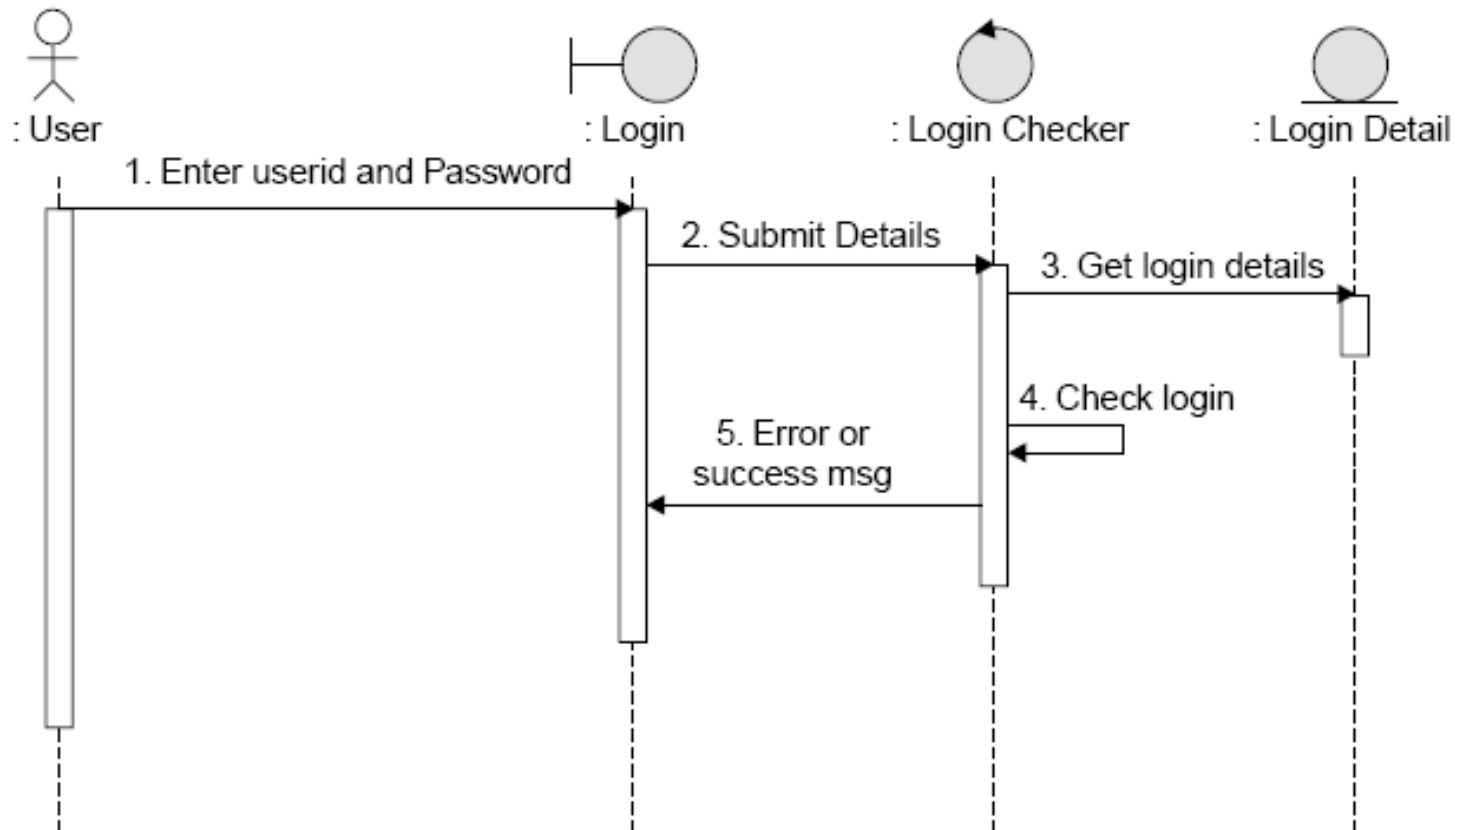 : User
: Login
: Login Checker
: Login Detail
1. Enter userid and Password
2. Submit Details
3. Get login details
4. Check login
5. Error or
success msg